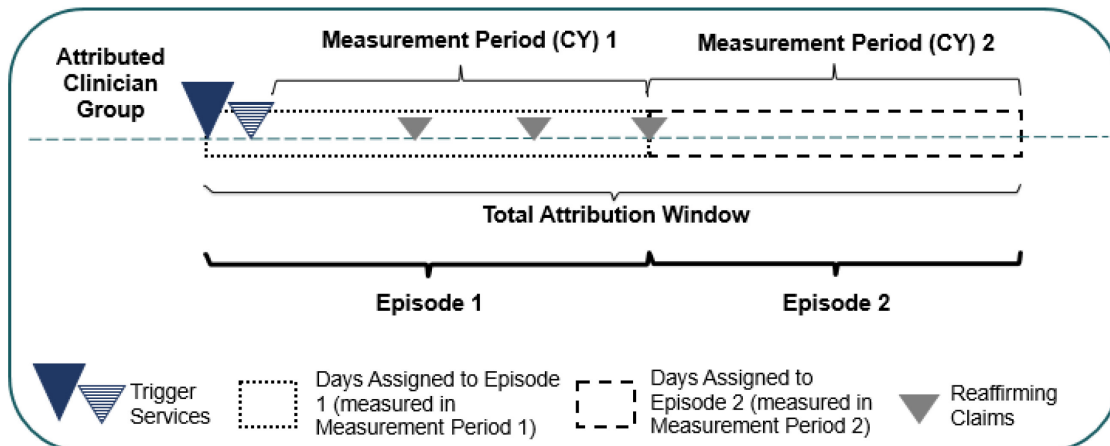 Attributed
Clinician
Group
Measurement Period (CY) 1
Measurement Period (CY) 2
Total Attribution Window
Episode 1
Episode 2
Trigger
Services
Days Assigned to Episode
1 (measured in
Measurement Period 1)
Days Assigned to
Episode 2 (measured in
Measurement Period 2)
Reaffirming
Claims